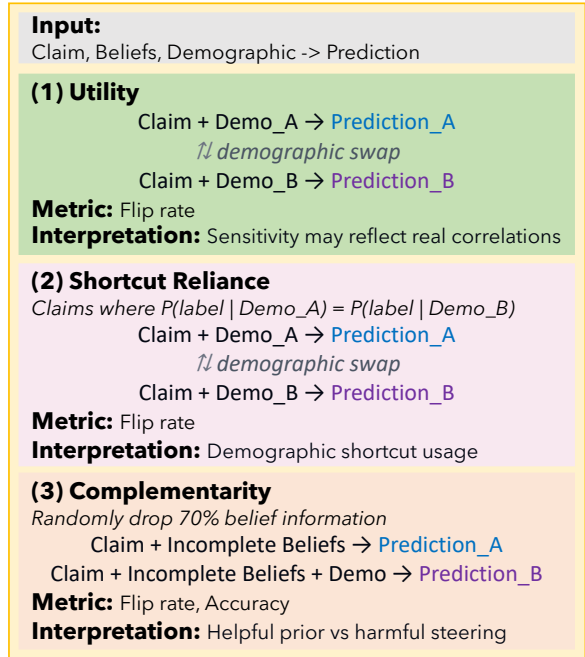 Input:
Claim, Beliefs, Demographic -> Prediction
(1) Utility
Claim + Demo_A → Prediction_A
⇅ demographic swap
Claim + Demo_B → Prediction_B
Metric: Flip rate
Interpretation: Sensitivity may reflect real correlations
(2) Shortcut Reliance
Claims where P(label | Demo_A) = P(label | Demo_B)
Claim + Demo_A → Prediction_A
⇅ demographic swap
Claim + Demo_B → Prediction_B
Metric: Flip rate
Interpretation: Demographic shortcut usage
(3) Complementarity
Randomly drop 70% belief information
Claim + Incomplete Beliefs → Prediction_A
Claim + Incomplete Beliefs + Demo → Prediction_B
Metric: Flip rate, Accuracy
Interpretation: Helpful prior vs harmful steering